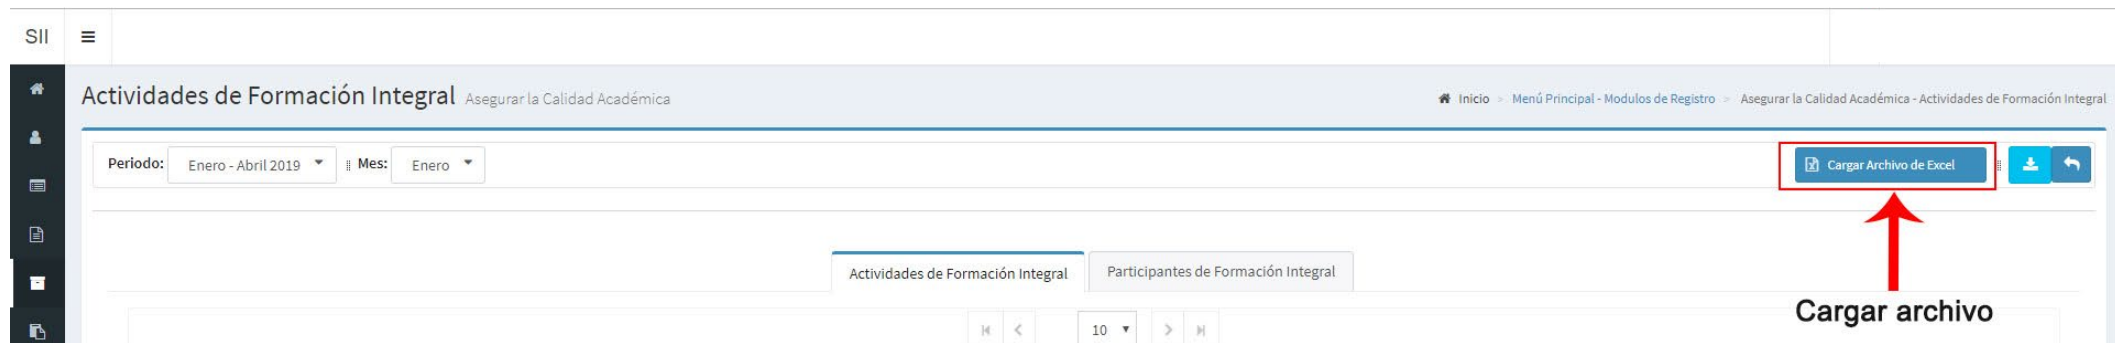 SII
Actividades de Formación Integral Asegurar la Calidad Académica
Inicio > Menú Principal - Modulos de Registro > Asegurar la Calidad Académica - Actividades de Formación Integral
Periodo: Enero - Abril 2019 Mes: Enero
Cargar Archivo de Excel
Actividades de Formación Integral Participantes de Formación Integral
10
Cargar archivo